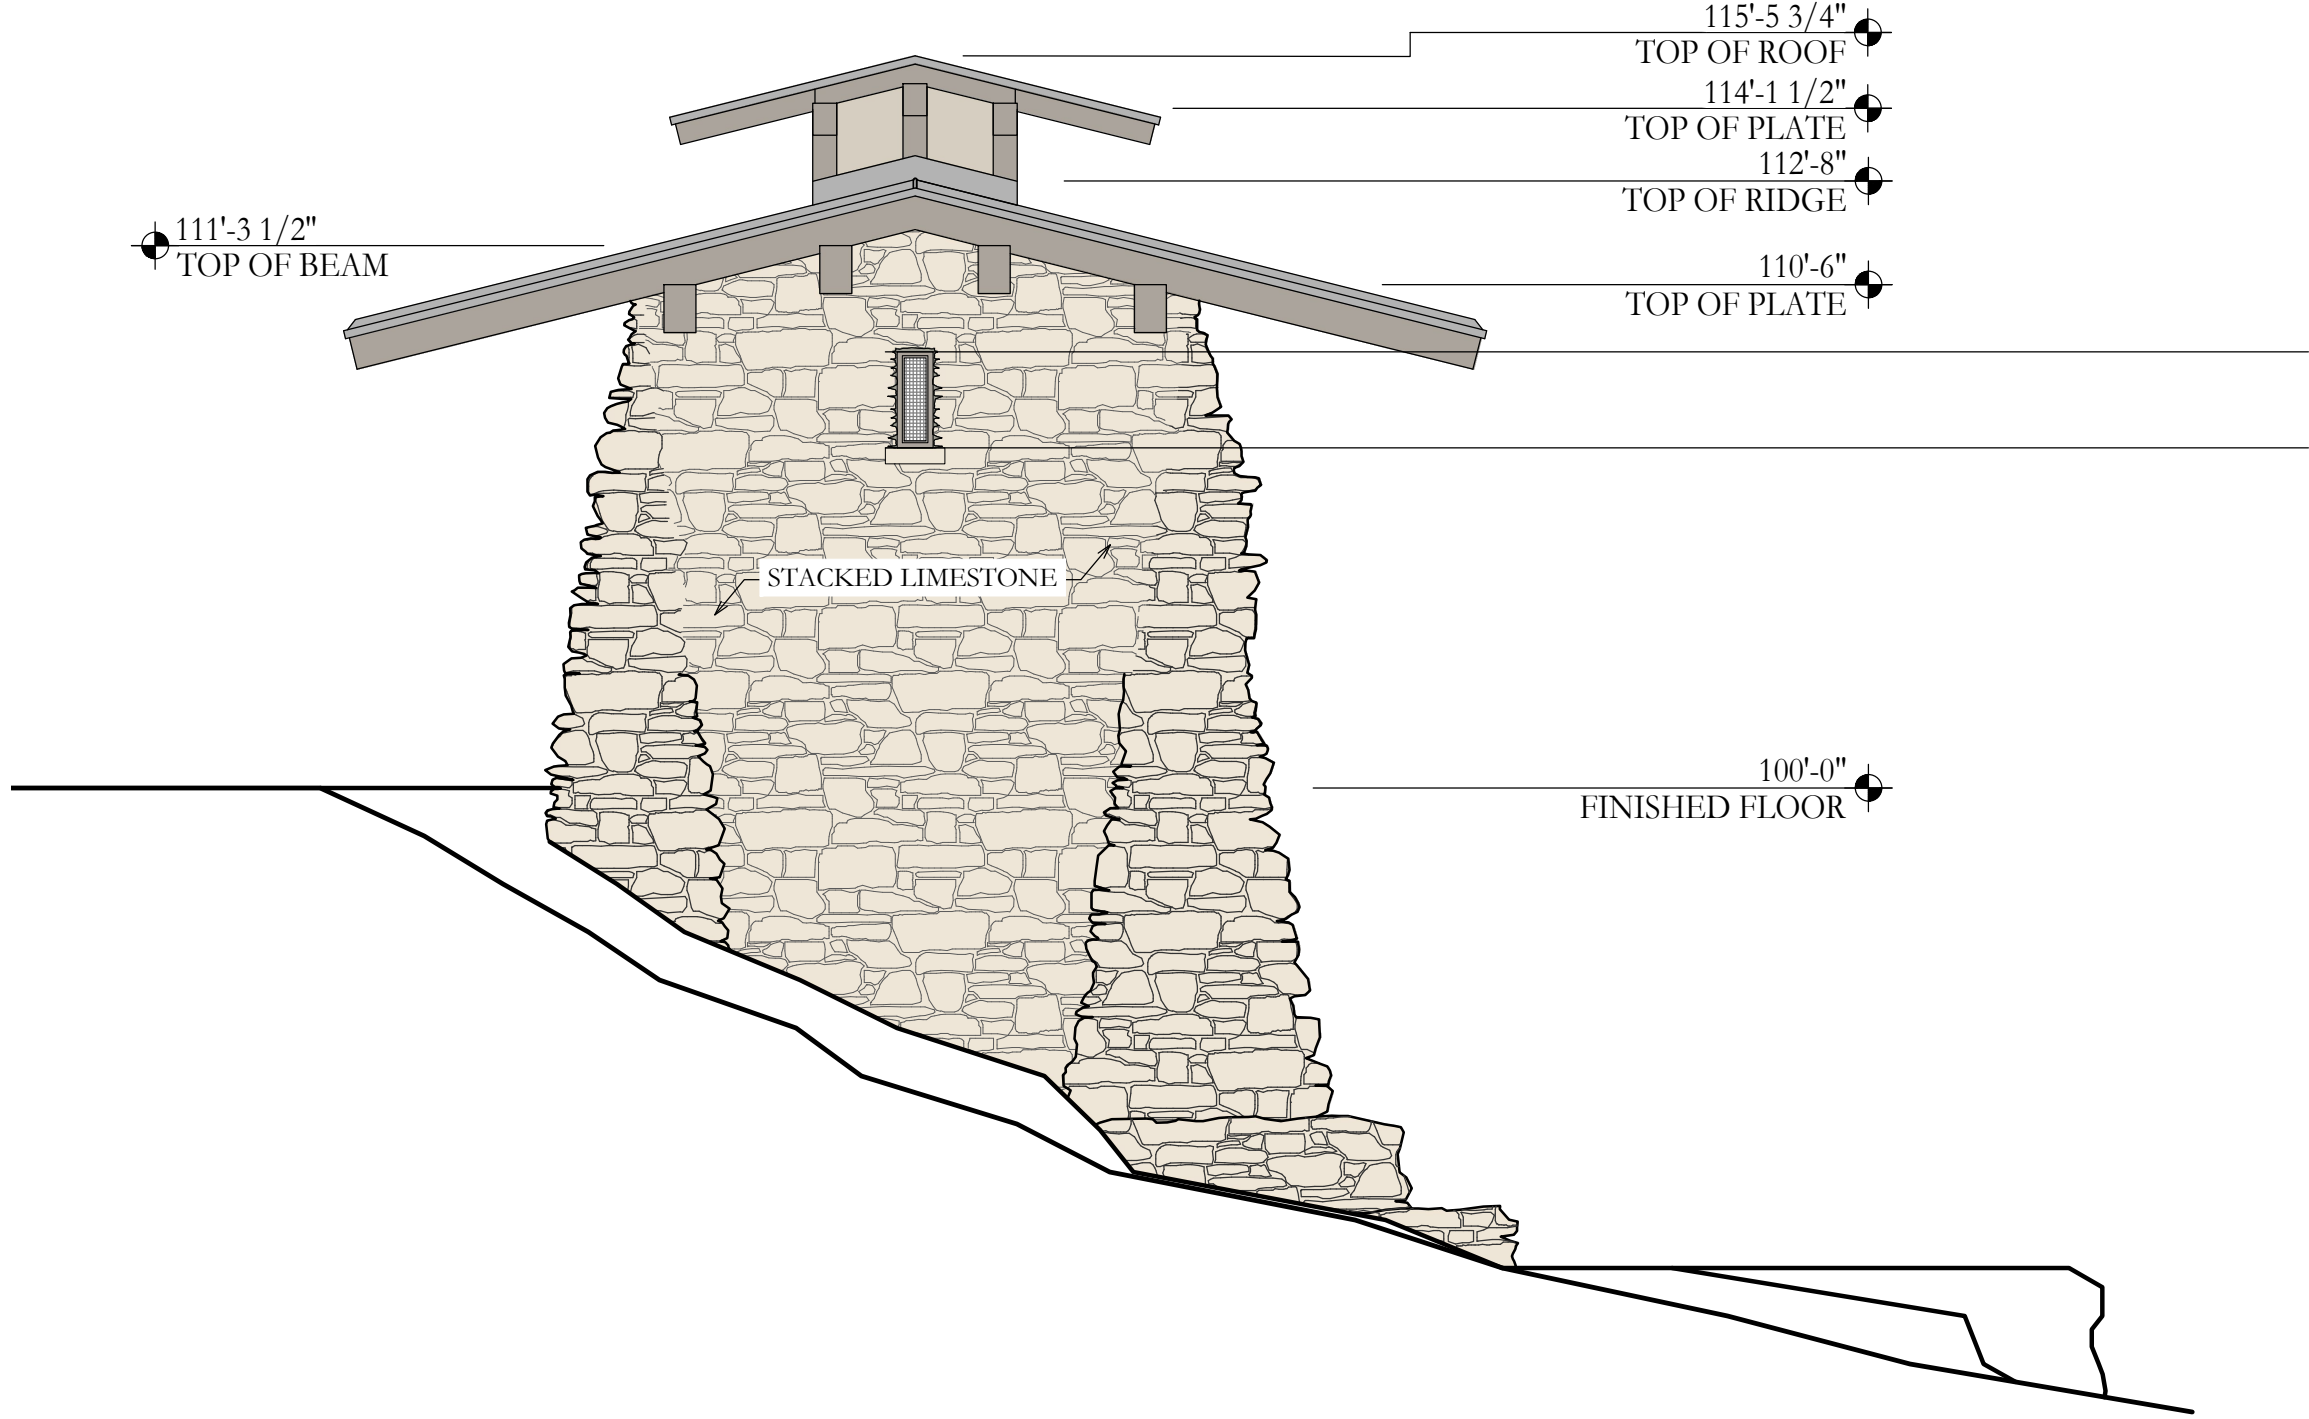 115'-5 3/4"
TOP OF ROOF
114'-1 1/2"
TOP OF PLATE
112'-8"
TOP OF RIDGE
111'-3 1/2"
TOP OF BEAM
110'-6"
TOP OF PLATE
STACKED LIMESTONE
100'-0"
FINISHED FLOOR